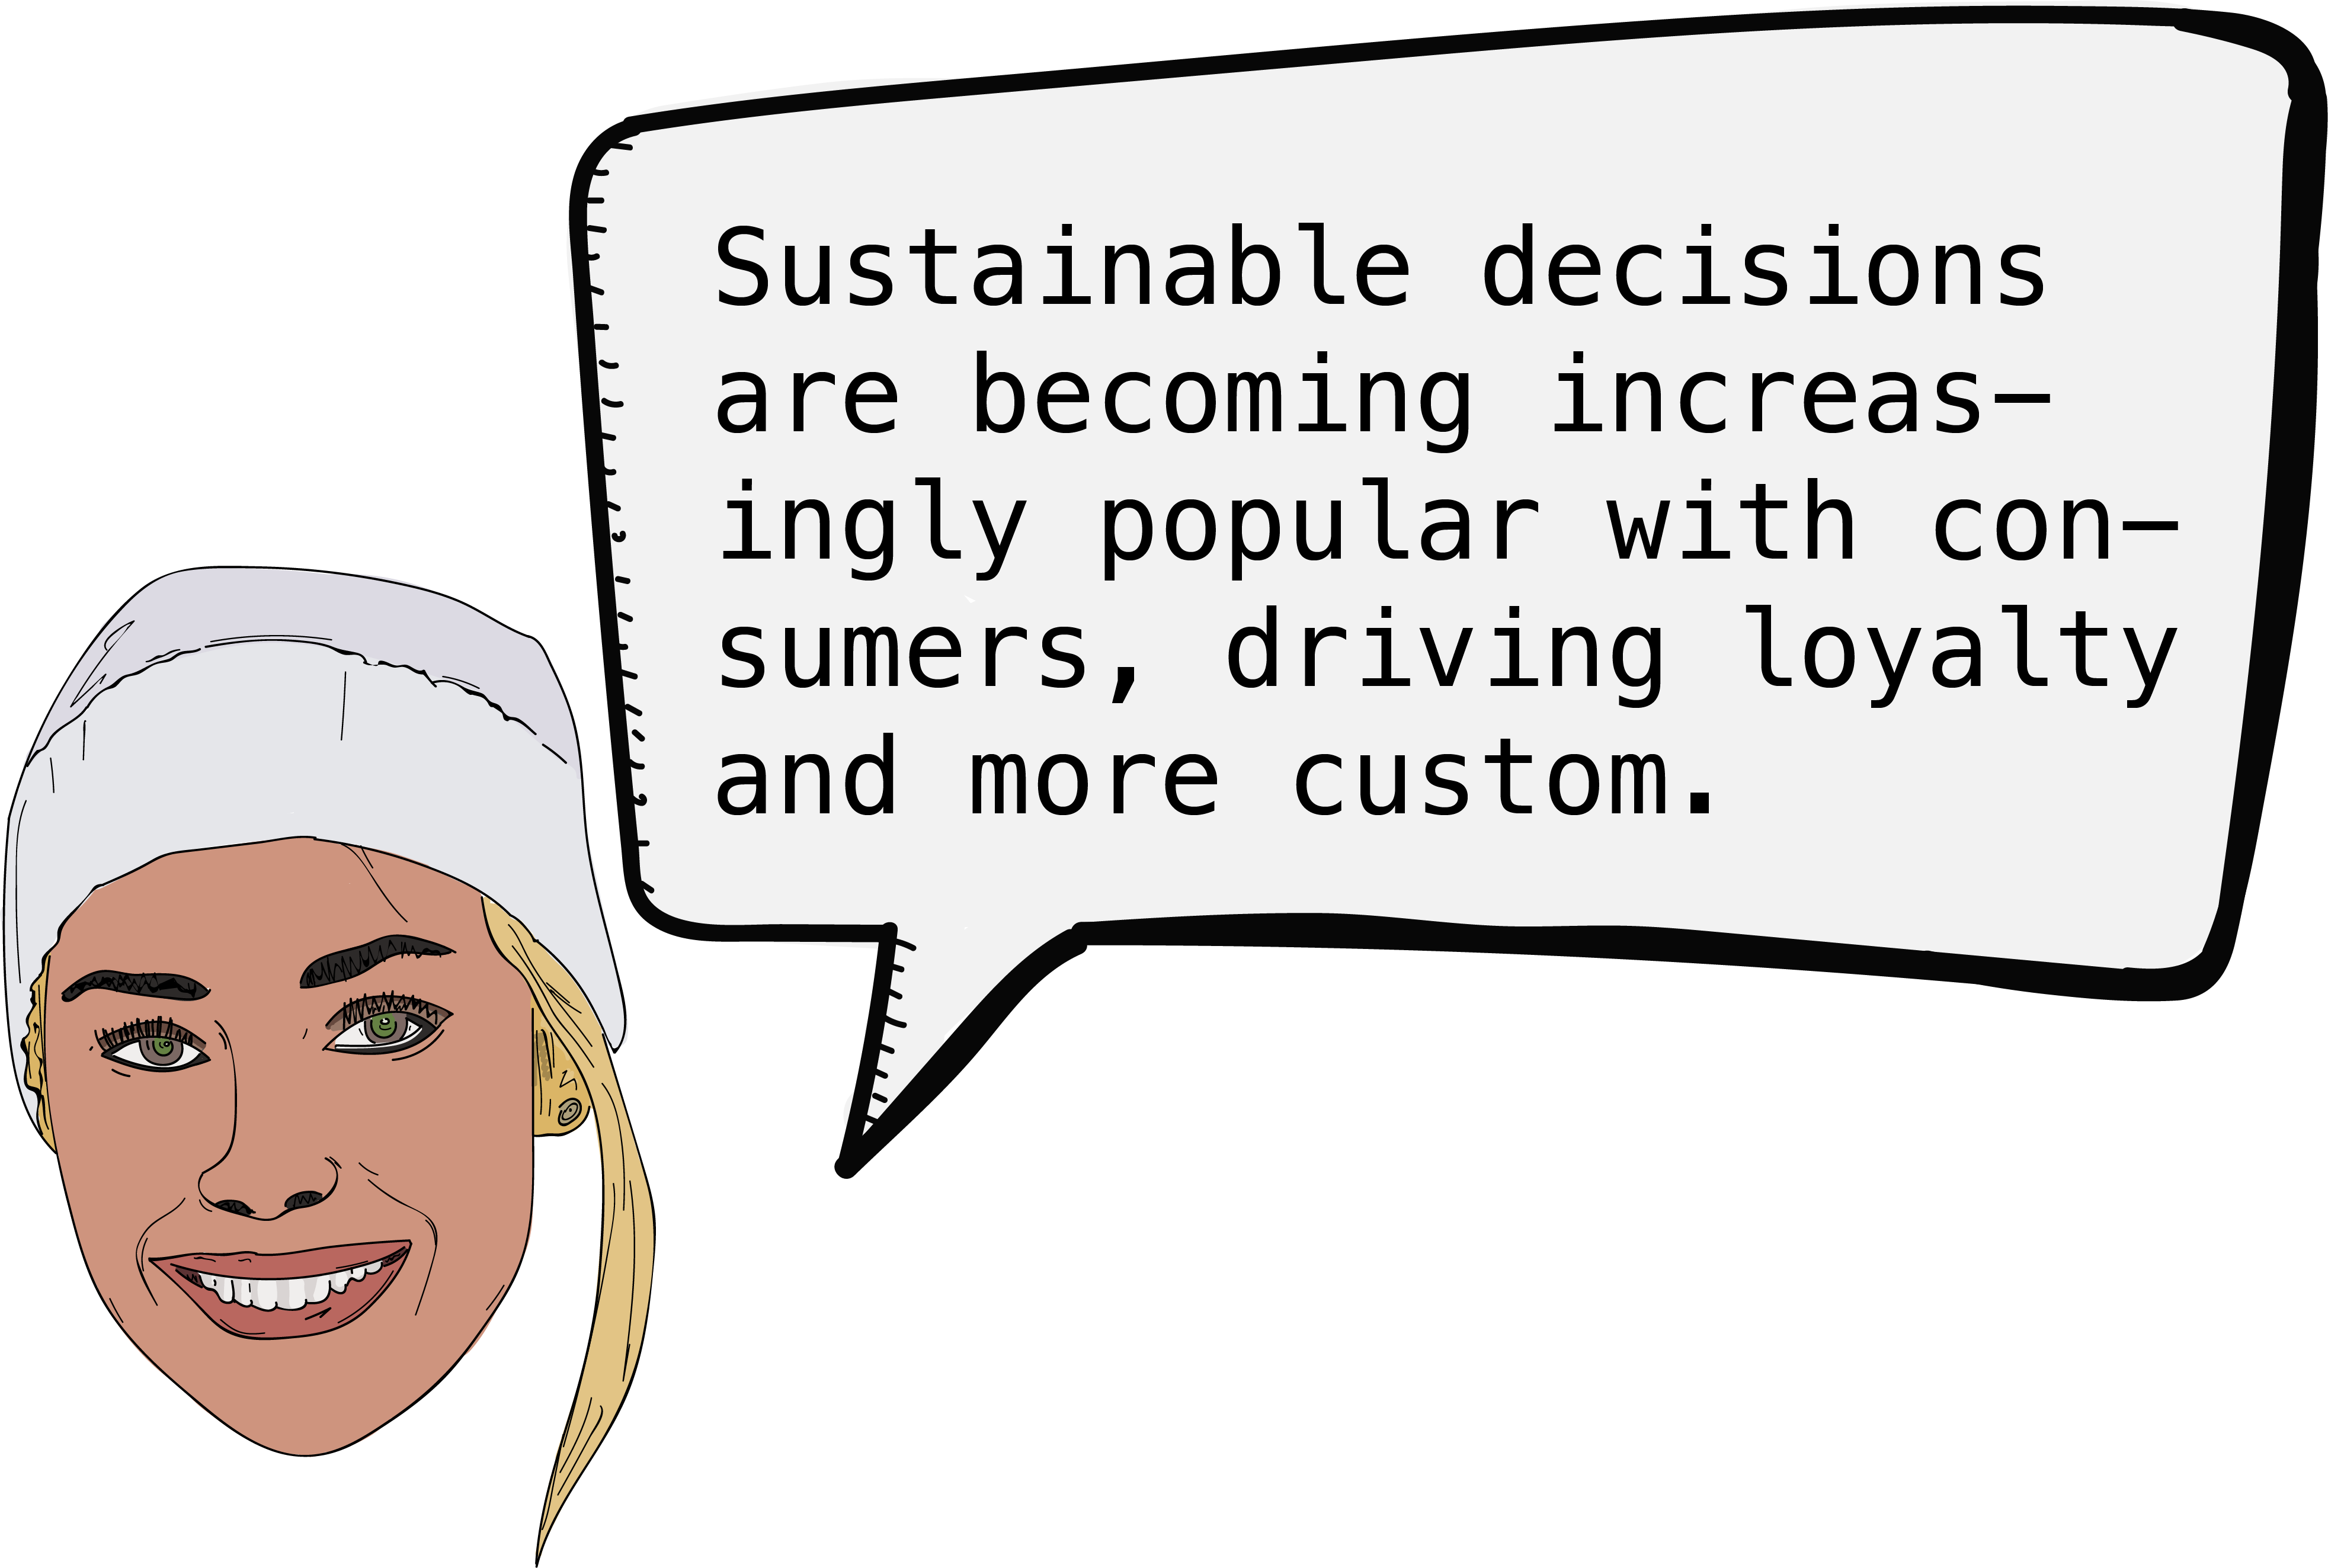 Sustainable decisions
are becoming increas-
ingly popular with con-
sumers, driving loyalty
and more custom.